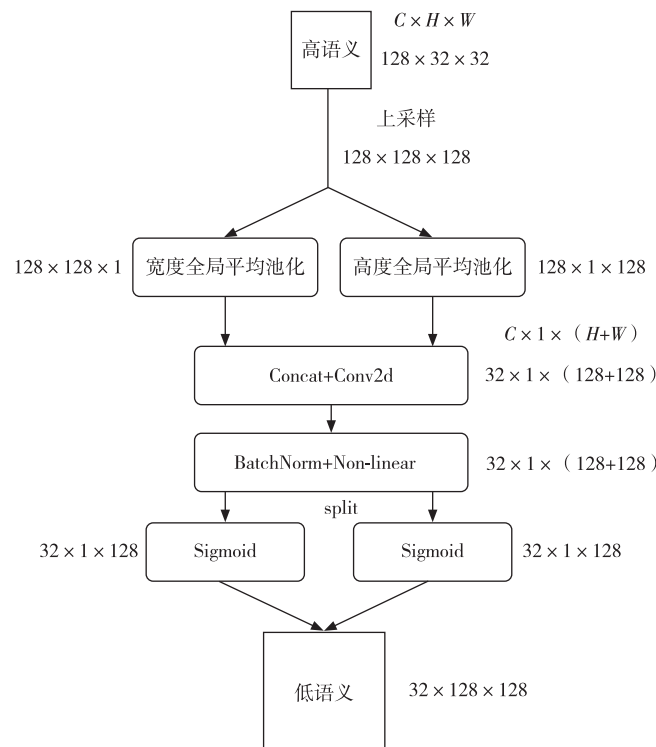 C×H×W
高语义
128×32×32
上采样
128×128×128
128×128×1
宽度全局平均池化
高度全局平均池化
128×1×128
C×1×（H+W）
Concat+Conv2d
32×1×（128+128）
BatchNorm+Non-linear
32×1×（128+128）
split
32×1×128
Sigmoid
Sigmoid
32×1×128
低语义
32×128×128